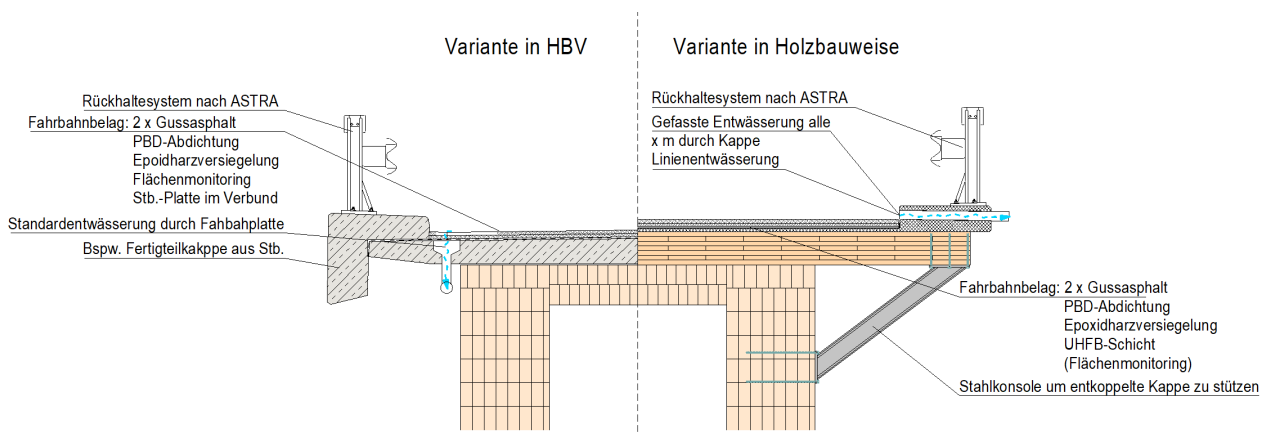 Variante in HBV
Rückhaltesystem nach ASTRA
Fahrbahnbelag: 2 x Gussasphalt
PBD-Abdichtung
Epoidharzversiegelung
Flächenmonitoring
Stb.-Platte im Verbund
Standardentwässerung durch Fahbahplatte
Bspw. Fertigteilkakppe aus Stb.
Variante in Holzbauweise
Rückhaltesystem nach ASTRA
Gefasste Entwässerung alle
x m durch Kappe
Linienentwässerung
Fahrbahnbelag: 2 x Gussasphalt
PBD-Abdichtung
Epoxidharzversiegelung
UHFB-Schicht
(Flächenmonitoring)
Stahlkonsole um entkoppelte Kappe zu stützen